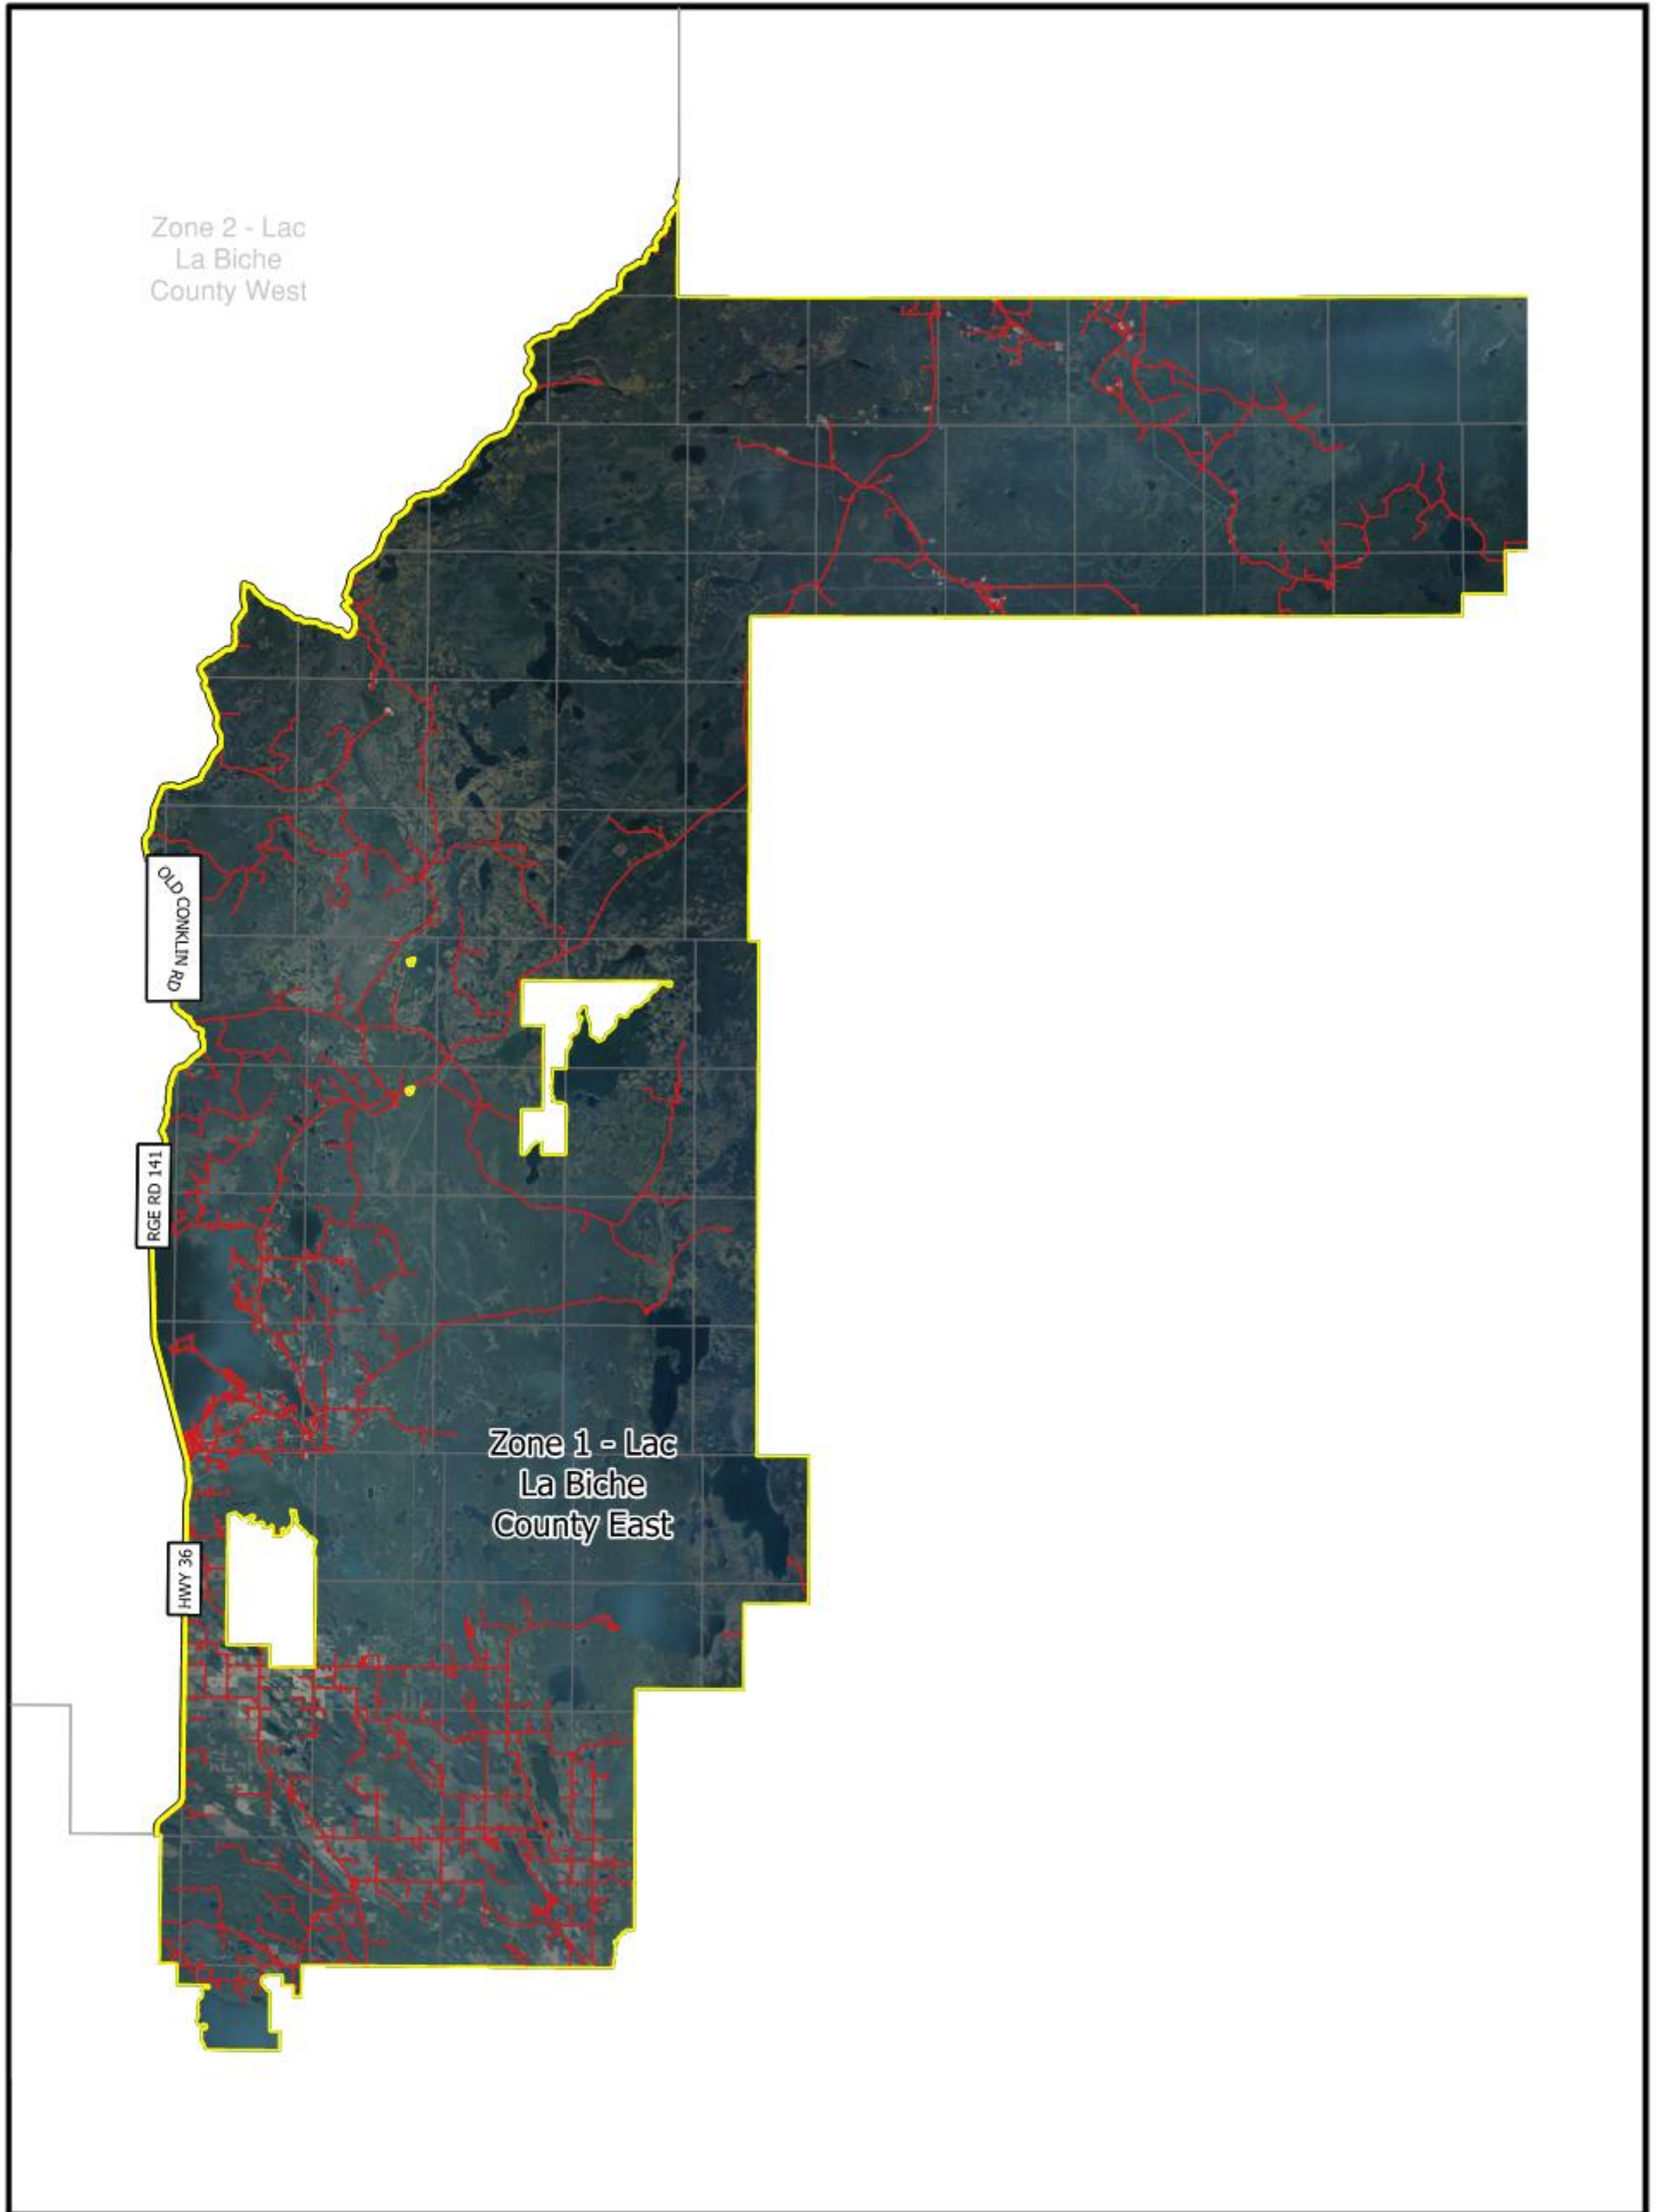 Zone 2 - Lac
La Biche
County West
OLD CONKLIN RD
RGE RD 141
Zone 1 - Lac
La Biche
County East
HWY 36